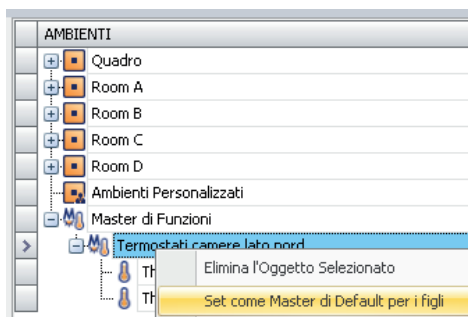 AMBIENTI
Quadro
Room A
Room B
Room C
Room D
Ambienti Personalizzati
Master di Funzioni
Termostati camere lato nord
Elimina l'Oggetto Selezionato
Set come Master di Default per i figli